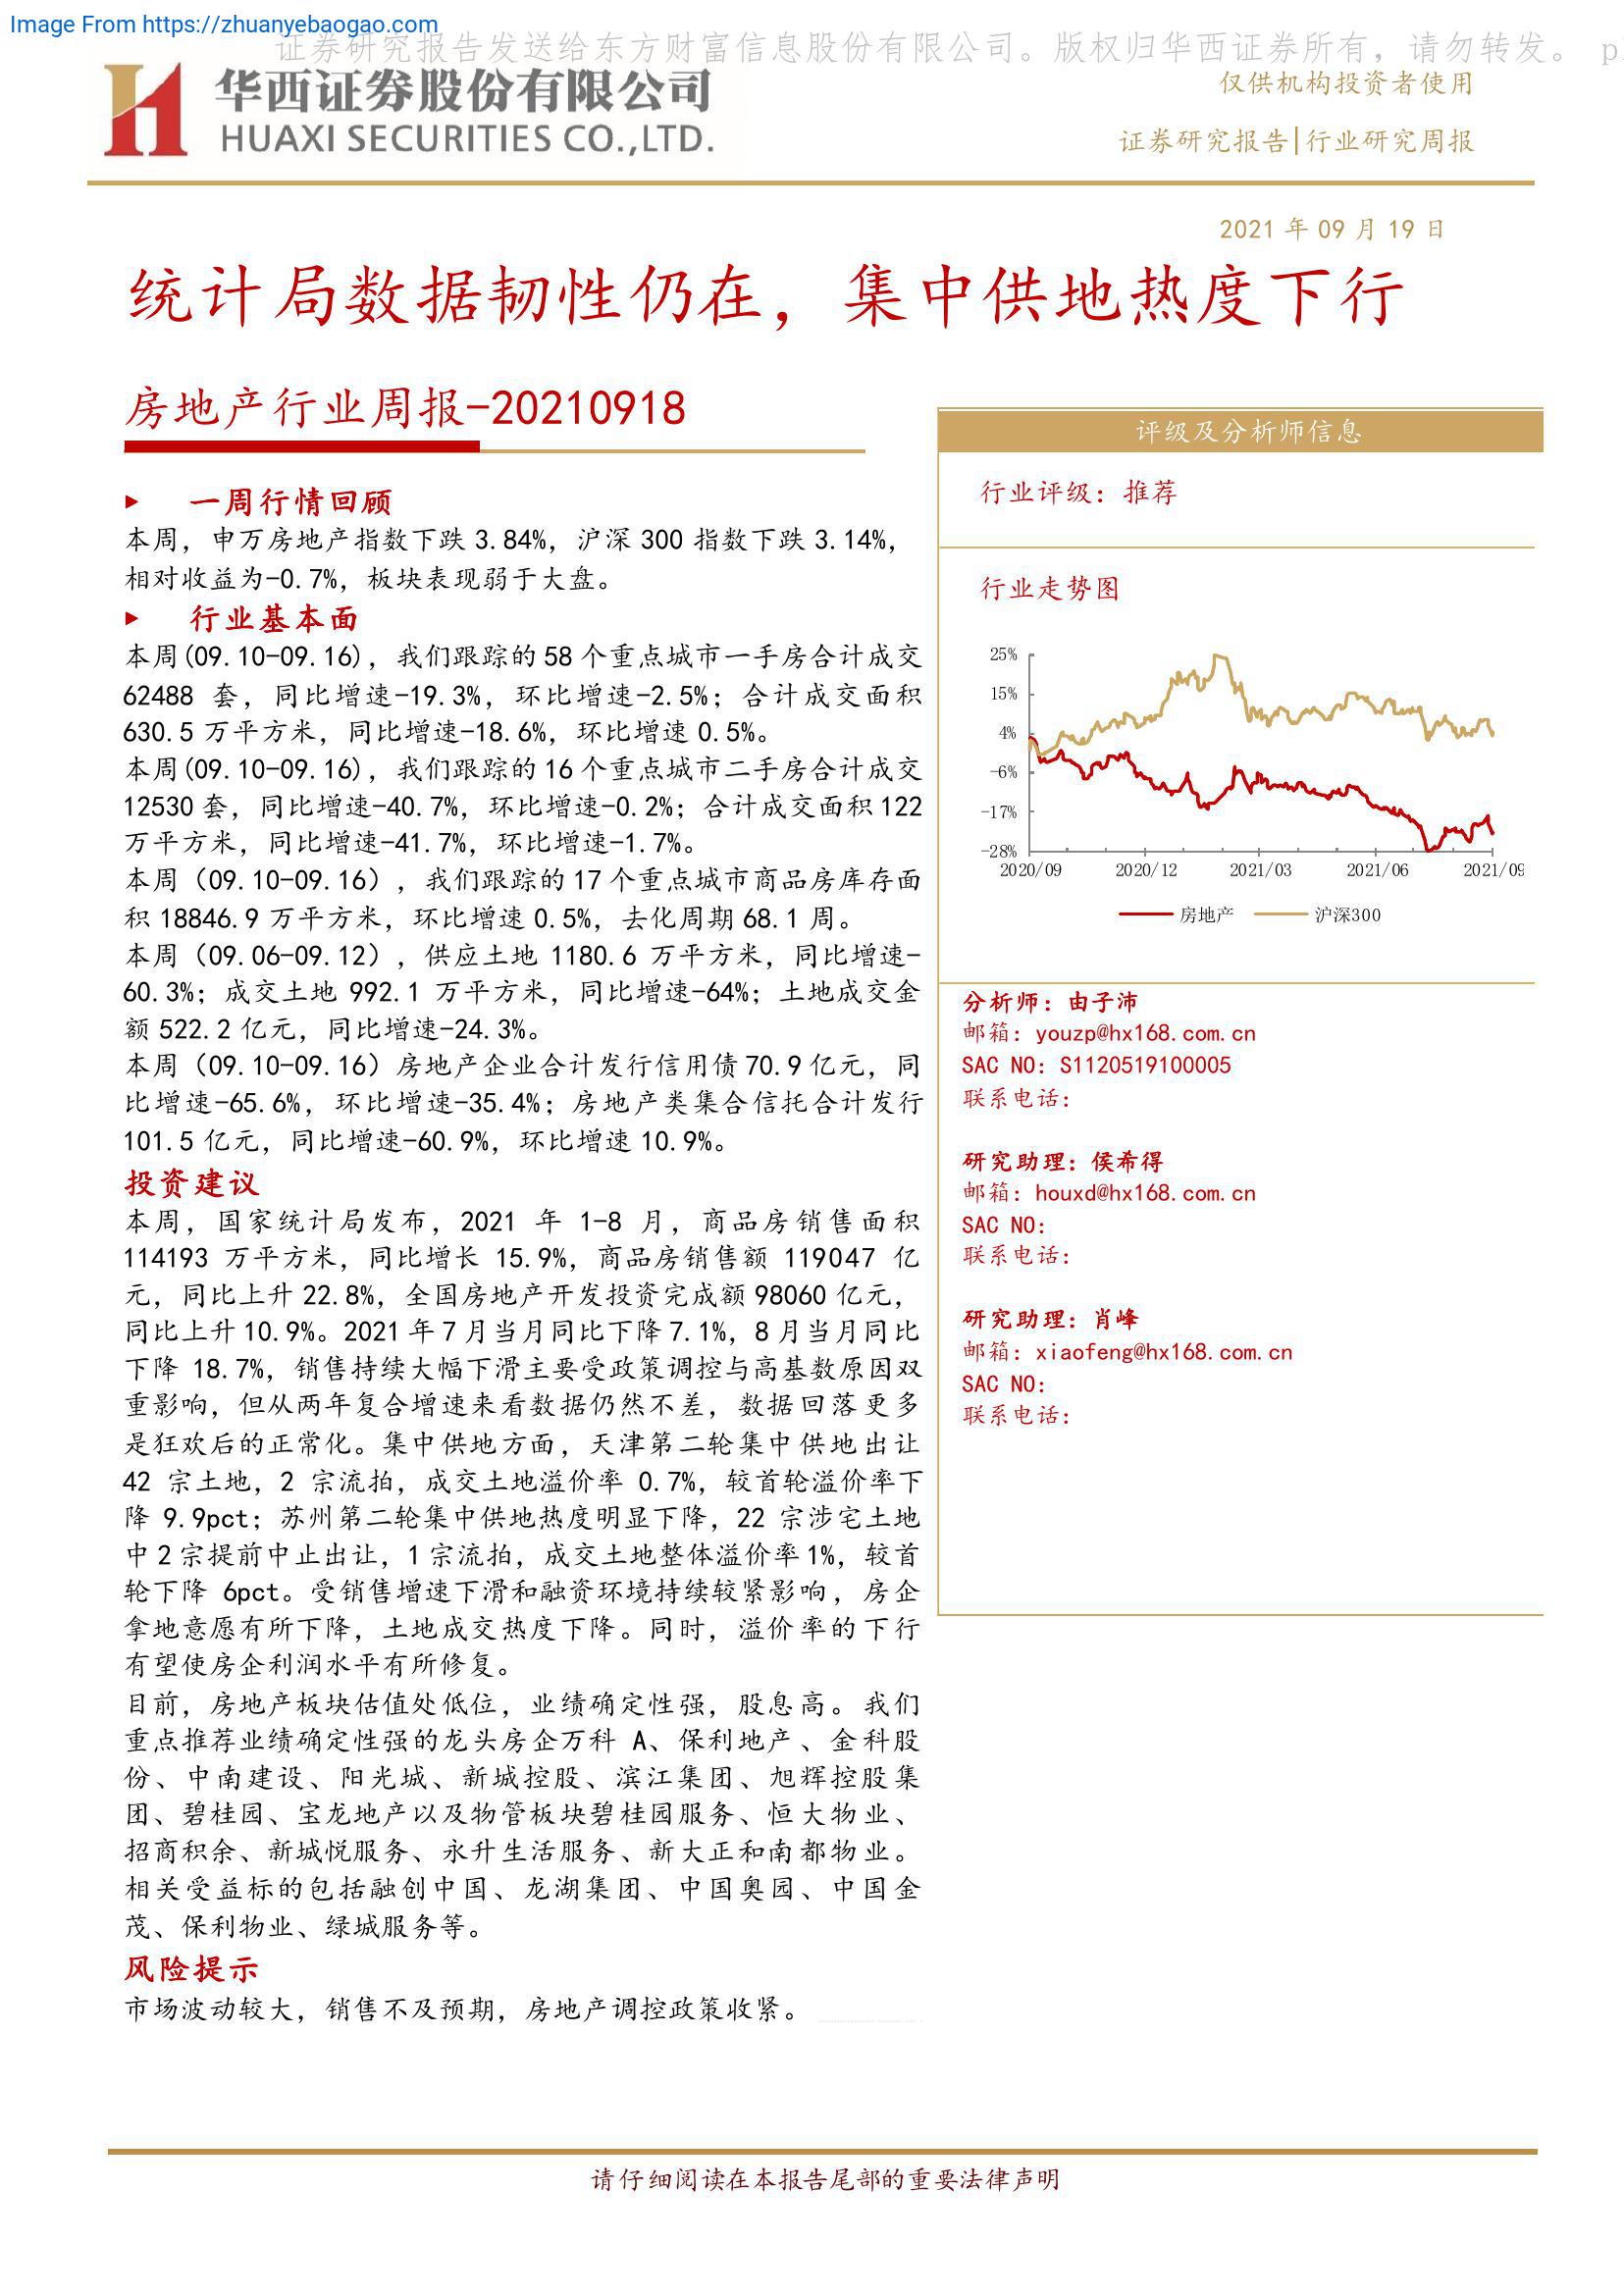 Image From https://zhuanyebaogao.com
证券研究报告发送给东方财富信息股份有限公司。版权归华西证券所有，请勿转发。 p
华西证券股份有限公司
HUAXI SECURITIES CO.,LTD.
仅供机构投资者使用
证券研究报告|行业研究周报
2021 年 09 月 19 日
统计局数据韧性仍在，集中供地热度下行
房地产行业周报-20210918
一周行情回顾
本周，申万房地产指数下跌 3.84%，沪深 300 指数下跌 3.14%，
相对收益为-0.7%，板块表现弱于大盘。
行业基本面
本周(09.10-09.16)，我们跟踪的 58 个重点城市一手房合计成交
62488 套，同比增速-19.3%，环比增速-2.5%；合计成交面积
630.5 万平方米，同比增速-18.6%，环比增速 0.5%。
本周(09.10-09.16)，我们跟踪的 16 个重点城市二手房合计成交
12530 套，同比增速-40.7%，环比增速-0.2%；合计成交面积 122
万平方米，同比增速-41.7%，环比增速-1.7%。
本周（09.10-09.16），我们跟踪的 17 个重点城市商品房库存面
积 18846.9 万平方米，环比增速 0.5%，去化周期 68.1 周。
本周（09.06-09.12），供应土地 1180.6 万平方米，同比增速-
60.3%；成交土地 992.1 万平方米，同比增速-64%；土地成交金
额 522.2 亿元，同比增速-24.3%。
本周（09.10-09.16）房地产企业合计发行信用债 70.9 亿元，同
比增速-65.6%，环比增速-35.4%；房地产类集合信托合计发行
101.5 亿元，同比增速-60.9%，环比增速 10.9%。
投资建议
本周，国家统计局发布，2021 年 1-8 月，商品房销售面积
114193 万平方米，同比增长 15.9%，商品房销售额 119047 亿
元，同比上升 22.8%，全国房地产开发投资完成额 98060 亿元，
同比上升 10.9%。2021 年 7 月当月同比下降 7.1%，8 月当月同比
下降 18.7%，销售持续大幅下滑主要受政策调控与高基数原因双
重影响，但从两年复合增速来看数据仍然不差，数据回落更多
是狂欢后的正常化。集中供地方面，天津第二轮集中供地出让
42 宗土地，2 宗流拍，成交土地溢价率 0.7%，较首轮溢价率下
降 9.9pct；苏州第二轮集中供地热度明显下降，22 宗涉宅土地
中 2 宗提前中止出让，1 宗流拍，成交土地整体溢价率 1%，较首
轮下降 6pct。受销售增速下滑和融资环境持续较紧影响，房企
拿地意愿有所下降，土地成交热度下降。同时，溢价率的下行
有望使房企利润水平有所修复。
目前，房地产板块估值处低位，业绩确定性强，股息高。我们
重点推荐业绩确定性强的龙头房企万科 A、保利地产、金科股
份、中南建设、阳光城、新城控股、滨江集团、旭辉控股集
团、碧桂园、宝龙地产以及物管板块碧桂园服务、恒大物业、
招商积余、新城悦服务、永升生活服务、新大正和南都物业。
相关受益标的包括融创中国、龙湖集团、中国奥园、中国金
茂、保利物业、绿城服务等。
风险提示
市场波动较大，销售不及预期，房地产调控政策收紧。
评级及分析师信息
行业评级：推荐
行业走势图
25%
15%
4%
-6%
-17%
-28%
2020/09 2020/12 2021/03 2021/06 2021/09
房地产 沪深300
分析师：由子沛
邮箱：youzp@hx168.com.cn
SAC NO：S1120519100005
联系电话：
研究助理：侯希得
邮箱：houxd@hx168.com.cn
SAC NO：
联系电话：
研究助理：肖峰
邮箱：xiaofeng@hx168.com.cn
SAC NO：
联系电话：
请仔细阅读在本报告尾部的重要法律声明